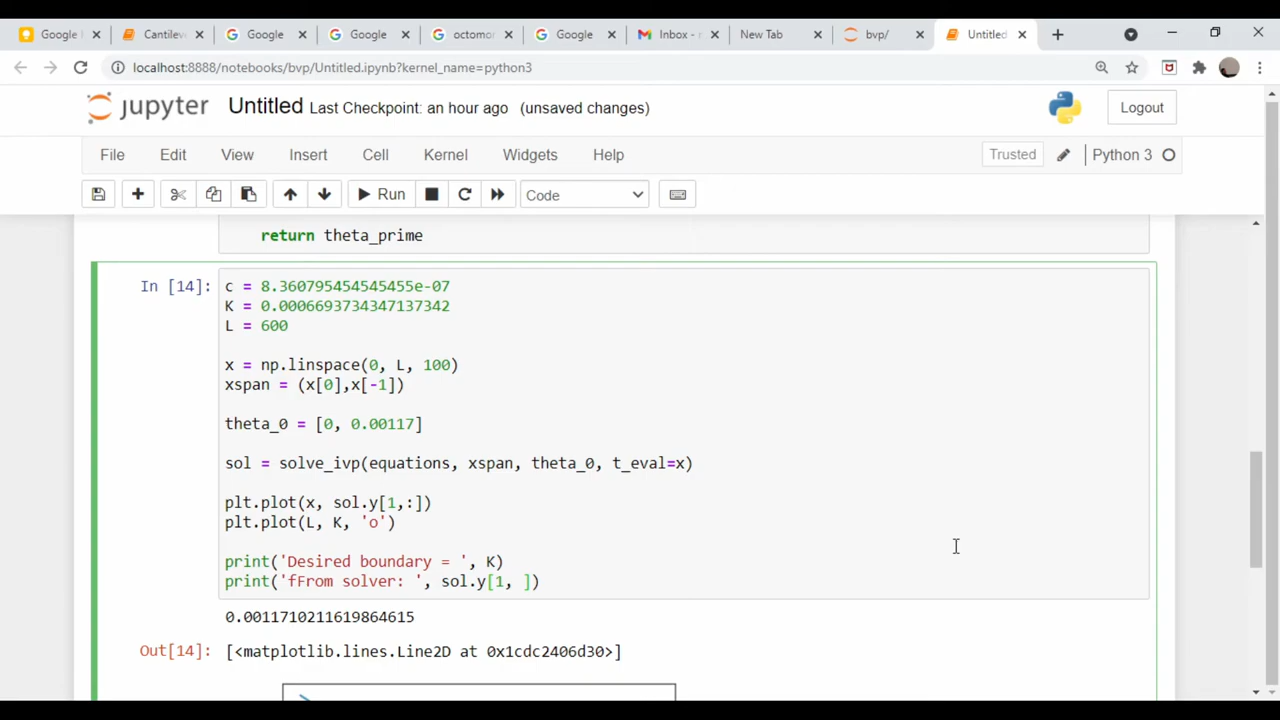 Google
Cantileve
Google
Google
octomor
Google
Inbox - m
New Tab
bvp/
Untitled
localhost:8888/notebooks/bvp/Untitled.ipynb?kernel_name=python3
jupyter Untitled Last Checkpoint: an hour ago (unsaved changes)
Logout
File Edit View Insert Cell Kernel Widgets Help
Trusted
Python 3
Run
Code
return theta_prime
In [14]:
c = 8.360795454545455e-07
K = 0.0006693734347137342
L = 600
x = np.linspace(0, L, 100)
xspan = (x[0],x[-1])
theta_0 = [0, 0.00117]
sol = solve_ivp(equations, xspan, theta_0, t_eval=x)
plt.plot(x, sol.y[1,:])
plt.plot(L, K, 'o')
print('Desired boundary = ', K)
print('fFrom solver: ', sol.y[1, ])
0.0011710211619864615
Out[14]:
[<matplotlib.lines.Line2D at 0x1cdc2406d30>]